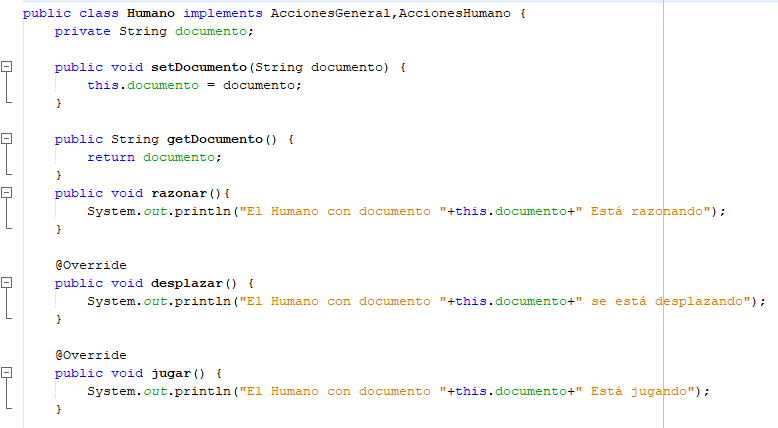 public class Humano implements AccionesGeneral,AccionesHumano {
    private String documento;

    public void setDocumento(String documento) {
        this.documento = documento;
    }

    public String getDocumento() {
        return documento;
    }
    public void razonar(){
        System.out.println("El Humano con documento "+this.documento+" Está razonando");
    }

    @Override
    public void desplazar() {
        System.out.println("El Humano con documento "+this.documento+" se está desplazando");
    }

    @Override
    public void jugar() {
        System.out.println("El Humano con documento "+this.documento+" Está jugando");
    }